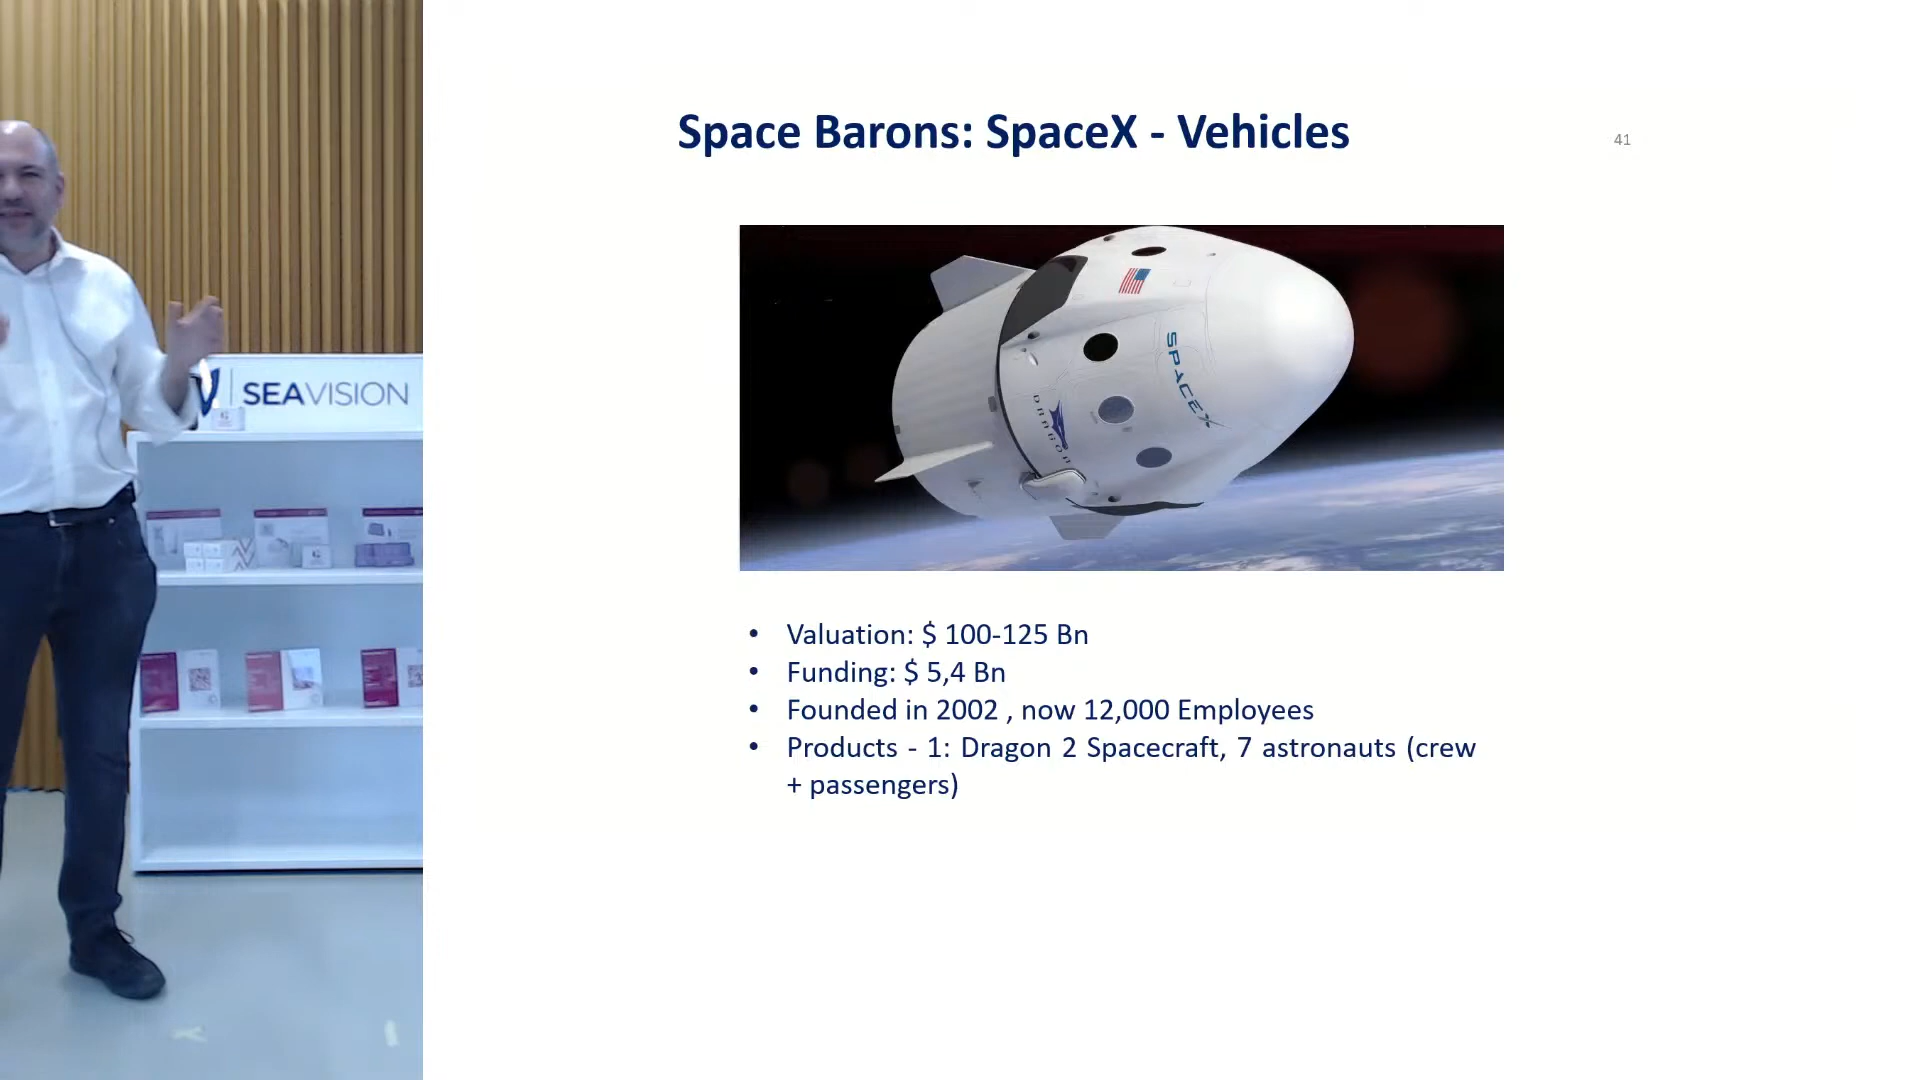 Space Barons: SpaceX - Vehicles
41
SPACEX
DRAGON
SEAVISION
• Valuation: $ 100-125 Bn
• Funding: $ 5,4 Bn
• Founded in 2002 , now 12,000 Employees
• Products - 1: Dragon 2 Spacecraft, 7 astronauts (crew
+ passengers)